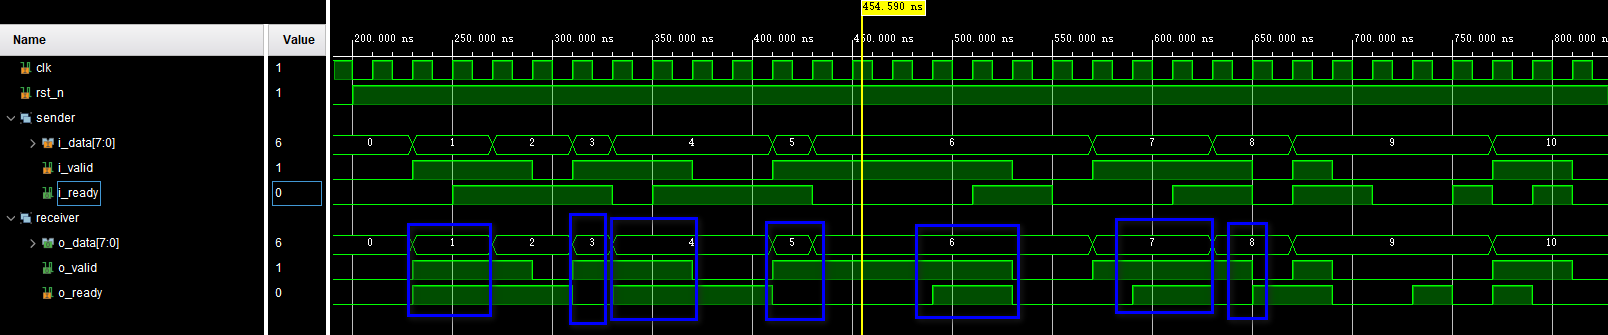 454.590 ns
Name Value
200.000 ns 250.000 ns 300.000 ns 350.000 ns 400.000 ns 450.000 ns 500.000 ns 550.000 ns 600.000 ns 650.000 ns 700.000 ns 750.000 ns 800.000 ns
clk 1
rst_n 1
sender
i_data[7:0] 6 0 1 2 3 4 5 6 7 8 9 10
i_valid 1
i_ready 0
receiver
o_data[7:0] 6 0 1 2 3 4 5 6 7 8 9 10
o_valid 1
o_ready 0